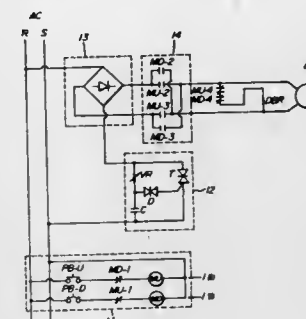 AC
R S
13
14
MD-2
MU-2
MU-3
MD-3
MU-4
MD-4
DBR
VR
T
D
C
12
PB-U MD-1
PB-D MU-1